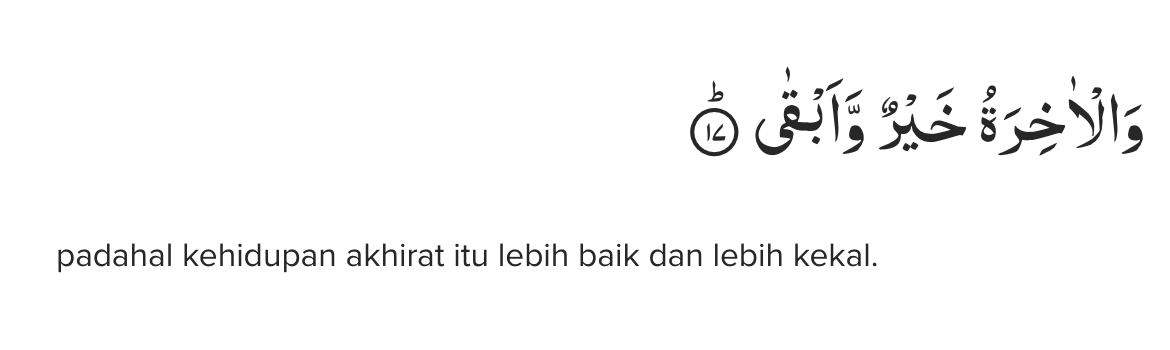 وَالْاٰخِرَةُ خَيْرٌ وَّاَبْقٰىۗ ١٧
padahal kehidupan akhirat itu lebih baik dan lebih kekal.